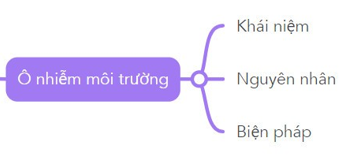 Ô nhiễm môi trường
Khái niệm
Nguyên nhân
Biện pháp